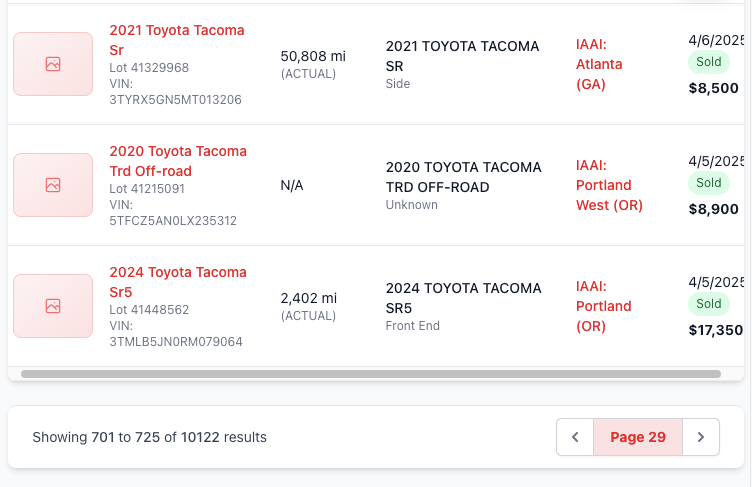 2021 Toyota Tacoma
Sr
Lot 41329968
VIN:
3TYRX5GN5MT013206
50,808 mi
(ACTUAL)
2021 TOYOTA TACOMA
SR
Side
IAAI:
Atlanta
(GA)
4/6/2025
Sold
$8,500
2020 Toyota Tacoma
Trd Off-road
Lot 41215091
VIN:
5TFCZ5AN0LX235312
N/A
2020 TOYOTA TACOMA
TRD OFF-ROAD
Unknown
IAAI:
Portland
West (OR)
4/5/2025
Sold
$8,900
2024 Toyota Tacoma
Sr5
Lot 41448562
VIN:
3TMLB5JN0RM079064
2,402 mi
(ACTUAL)
2024 TOYOTA TACOMA
SR5
Front End
IAAI:
Portland
(OR)
4/5/2025
Sold
$17,350
Showing 701 to 725 of 10122 results
Page 29